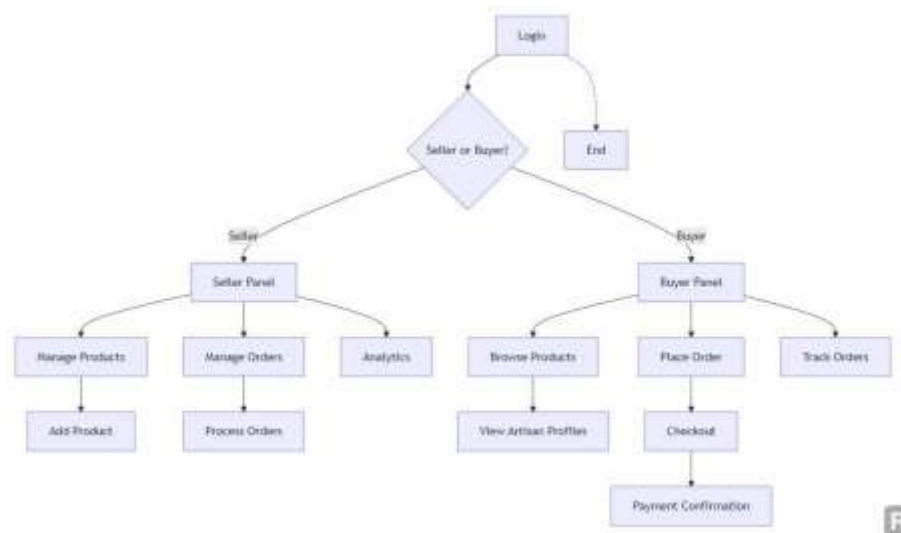 Login
Seller or Buyer?
End
Seller
Buyer
Seller Panel
Buyer Panel
Manage Products
Manage Orders
Analytics
Browse Products
Place Order
Track Orders
Add Product
Process Orders
View Artisan Profiles
Checkout
Payment Confirmation